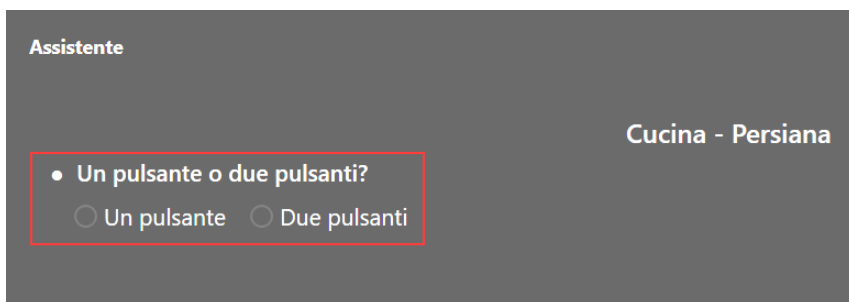 Assistente
Cucina - Persiana
Un pulsante o due pulsanti?
Un pulsante Due pulsanti